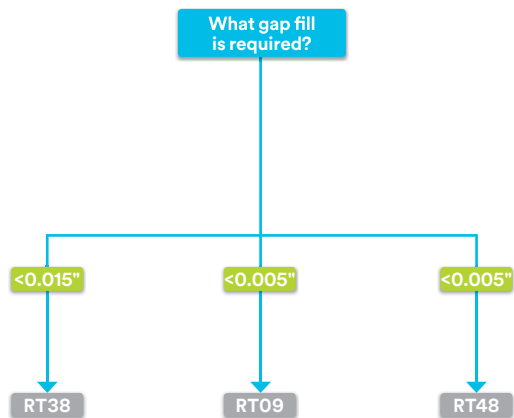 What gap fill
is required?
<0.015"
<0.005"
<0.005"
RT38
RT09
RT48